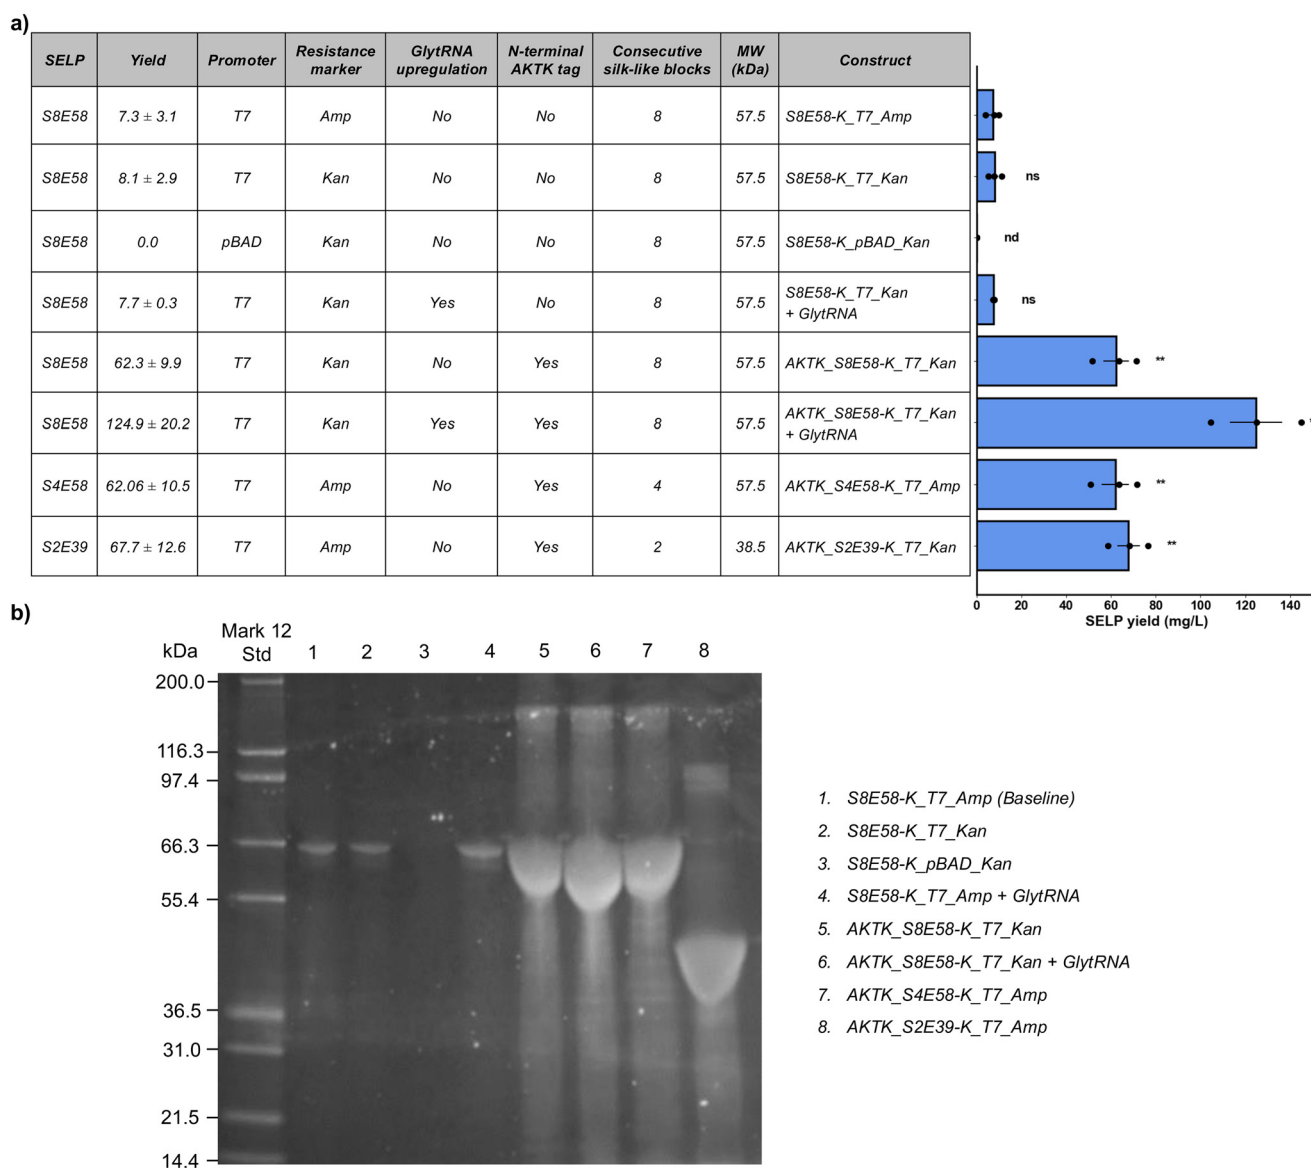 a)
SELP Yield Promoter Resistance marker GlytRNA upregulation N-terminal AKTK tag Consecutive silk-like blocks MW (kDa) Construct
S8E58 7.3 ± 3.1 T7 Amp No No 8 57.5 S8E58-K_T7_Amp
S8E58 8.1 ± 2.9 T7 Kan No No 8 57.5 S8E58-K_T7_Kan ns
S8E58 0.0 pBAD Kan No No 8 57.5 S8E58-K_pBAD_Kan nd
S8E58 7.7 ± 0.3 T7 Kan Yes No 8 57.5 S8E58-K_T7_Kan + GlytRNA ns
S8E58 62.3 ± 9.9 T7 Kan No Yes 8 57.5 AKTK_S8E58-K_T7_Kan **
S8E58 124.9 ± 20.2 T7 Kan Yes Yes 8 57.5 AKTK_S8E58-K_T7_Kan + GlytRNA
S4E58 62.06 ± 10.5 T7 Amp No Yes 4 57.5 AKTK_S4E58-K_T7_Amp **
S2E39 67.7 ± 12.6 T7 Amp No Yes 2 38.5 AKTK_S2E39-K_T7_Kan **
0 20 40 60 80 100 120 140
SELP yield (mg/L)
b)
kDa Mark 12 Std 1 2 3 4 5 6 7 8
200.0
116.3
97.4
66.3
55.4
36.5
31.0
21.5
14.4
1. S8E58-K_T7_Amp (Baseline)
2. S8E58-K_T7_Kan
3. S8E58-K_pBAD_Kan
4. S8E58-K_T7_Amp + GlytRNA
5. AKTK_S8E58-K_T7_Kan
6. AKTK_S8E58-K_T7_Kan + GlytRNA
7. AKTK_S4E58-K_T7_Amp
8. AKTK_S2E39-K_T7_Amp